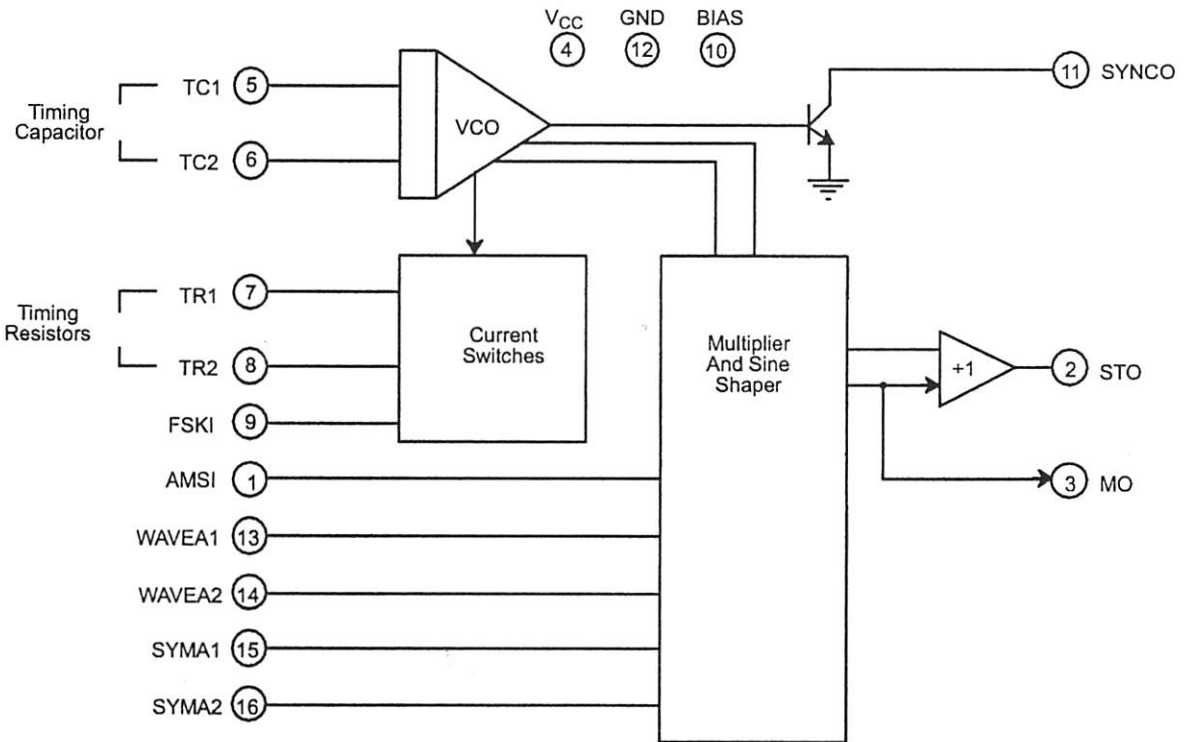 VCC GND BIAS
4 12 10
TC1 5
Timing
Capacitor
TC2 6
VCO
11 SYNCO
TR1 7
Timing
Resistors
TR2 8
FSKI 9
Current
Switches
Multiplier
And Sine
Shaper
+1
2 STO
3 MO
AMSI 1
WAVEA1 13
WAVEA2 14
SYMA1 15
SYMA2 16